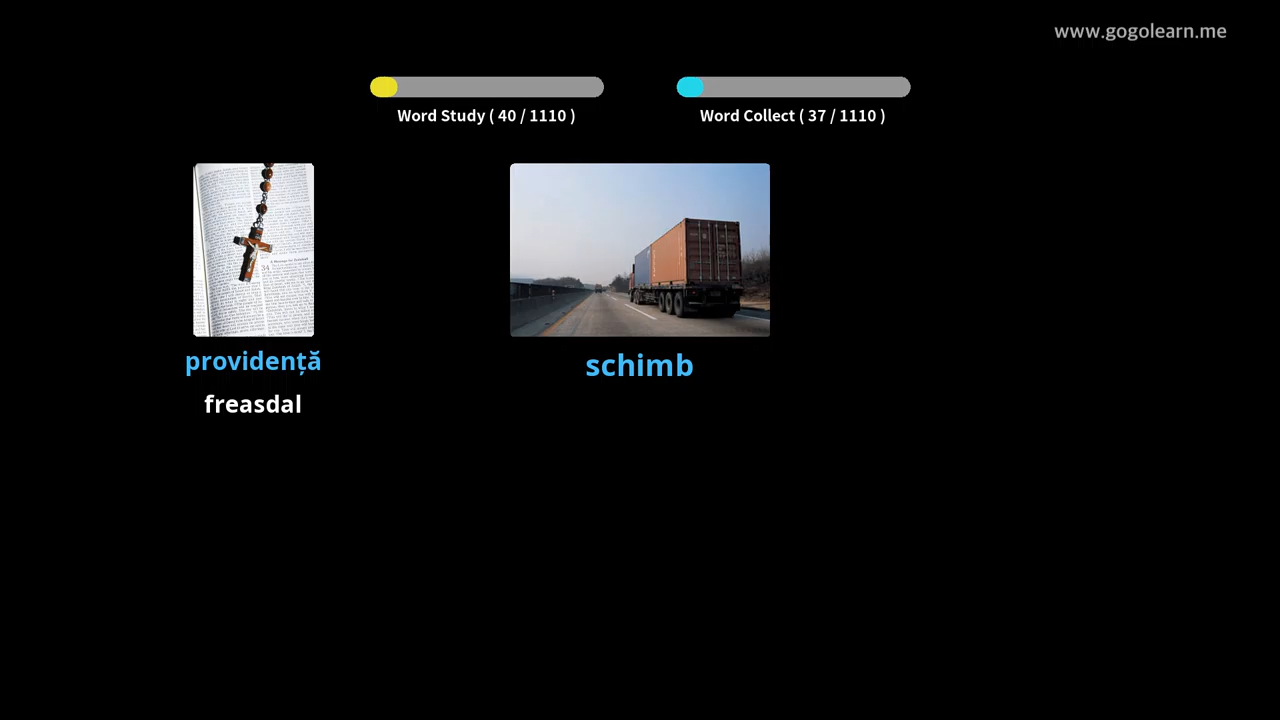 www.gogolearn.me
Word Study ( 40 / 1110 )
Word Collect ( 37 / 1110 )
providență
freasdal
schimb